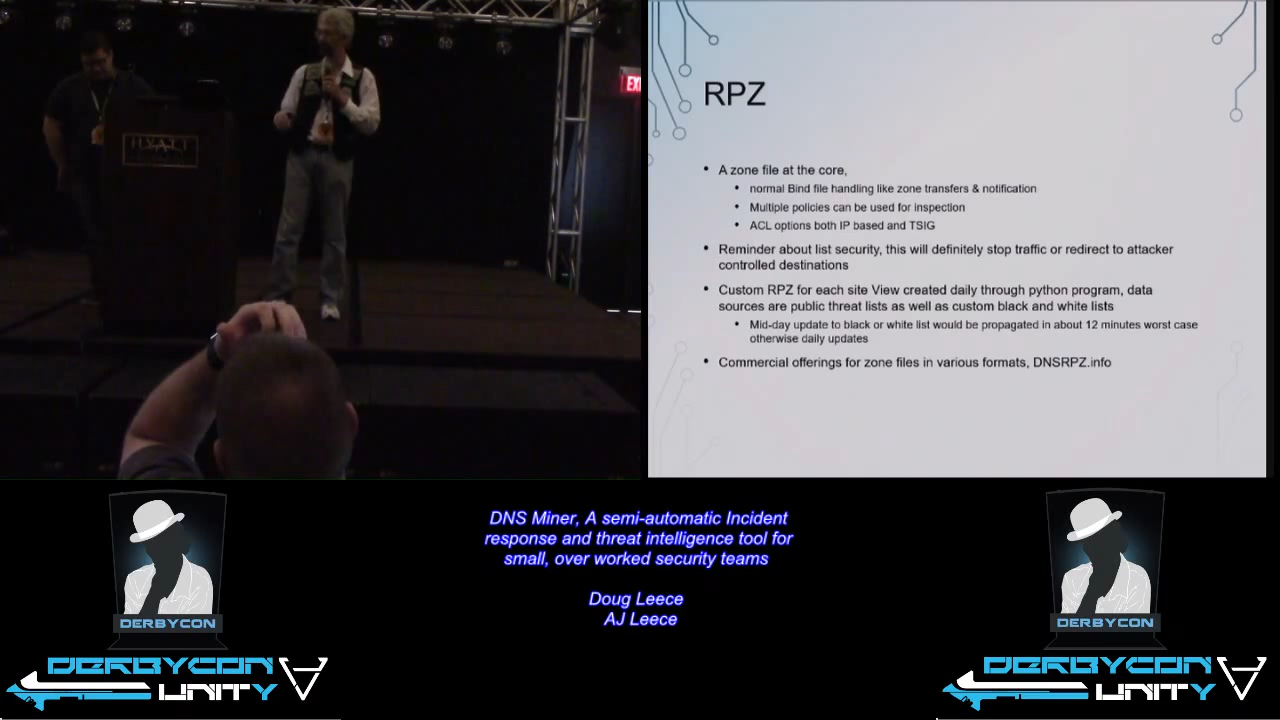 HYATT
EXI
RPZ
• A zone file at the core,
• normal Bind file handling like zone transfers & notification
• Multiple policies can be used for inspection
• ACL options both IP based and TSIG
• Reminder about list security, this will definitely stop traffic or redirect to attacker
controlled destinations
• Custom RPZ for each site View created daily through python program, data
sources are public threat lists as well as custom black and white lists
• Mid-day update to black or white list would be propagated in about 12 minutes worst case
otherwise daily updates
• Commercial offerings for zone files in various formats, DNSRPZ.info
DNS Miner, A semi-automatic Incident
response and threat intelligence tool for
small, over worked security teams
Doug Leece
AJ Leece
DERBYCON
DERBYCON
UNITY
DERBYCON
DERBYCON
UNITY